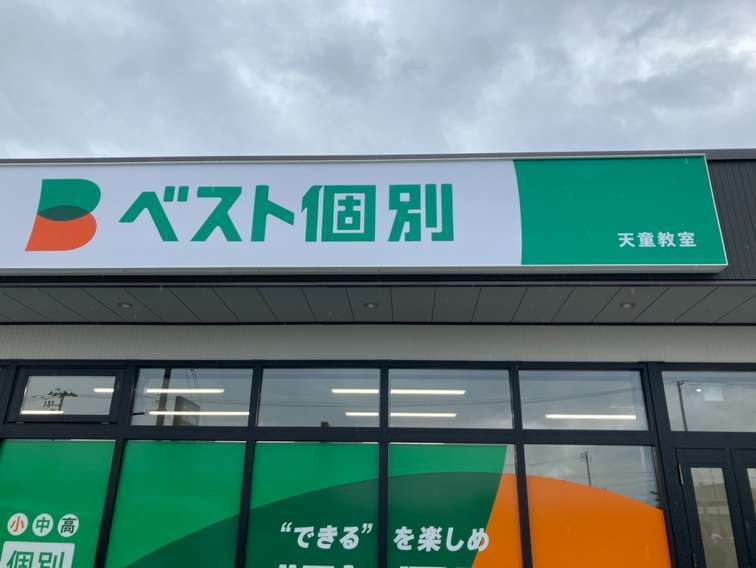 ベスト個別
天童教室
小中高
個別
“できる”を楽しめ